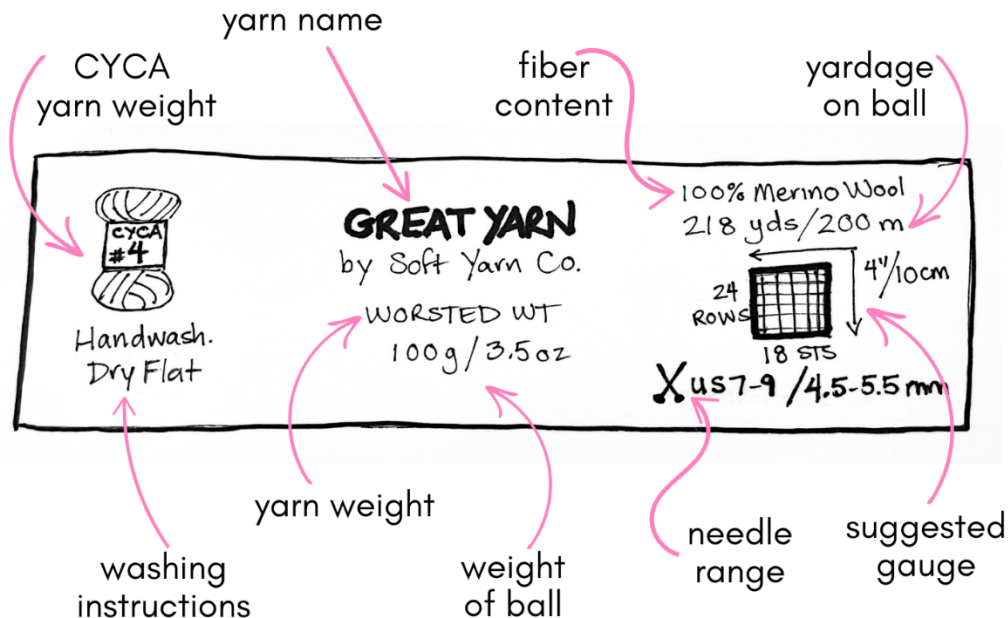 yarn name
CYCA
yarn weight
fiber
content
yardage
on ball
CYCA
#4
Handwash.
Dry Flat
GREAT YARN
by Soft Yarn Co.
WORSTED WT
100g/3.5oz
100% Merino Wool
218 yds/200 m
4"/10cm
24
ROWS
18 STS
US7-9/4.5-5.5mm
washing
instructions
yarn weight
weight
of ball
needle
range
suggested
gauge